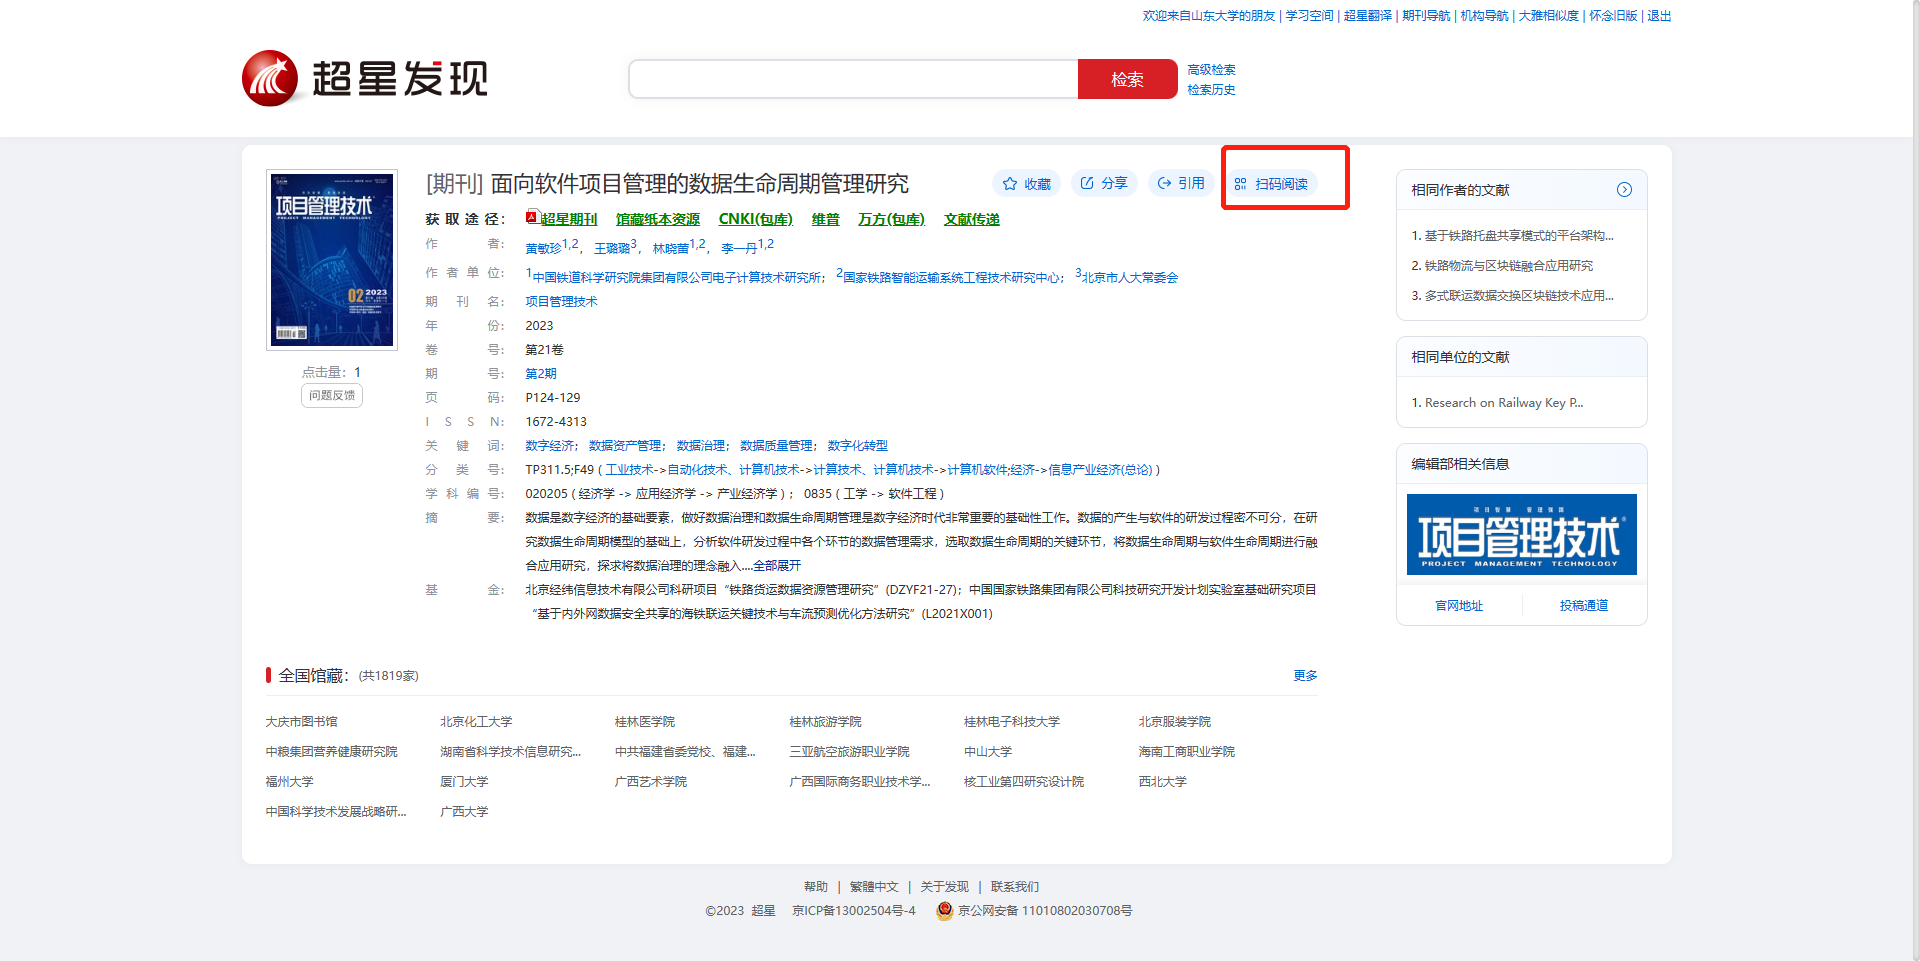 欢迎来自山东大学的朋友 | 学习空间 | 超星翻译 | 期刊导航 | 机构导航 | 大雅相似度 | 怀念旧版 | 退出
超星发现
检索
高级检索
检索历史
项目管理技术
PROJECT MANAGEMENT TECHNOLOGY
02 2023
点击量：1
问题反馈
[期刊] 面向软件项目管理的数据生命周期管理研究
收藏 分享 引用 扫码阅读
获取途径： 超星期刊 馆藏纸本资源 CNKI(包库) 维普 万方(包库) 文献传递
作者： 黄敏珍1,2， 王璐璐3， 林晓蕾1,2， 李一丹1,2
作者单位： 1中国铁道科学研究院集团有限公司电子计算技术研究所； 2国家铁路智能运输系统工程技术研究中心； 3北京市人大常委会
期刊名： 项目管理技术
年份： 2023
卷号： 第21卷
期号： 第2期
页码： P124-129
ISSN： 1672-4313
关键词： 数字经济； 数据资产管理； 数据治理； 数据质量管理； 数字化转型
分类号： TP311.5;F49 ( 工业技术->自动化技术、计算机技术->计算技术、计算机技术->计算机软件;经济->信息产业经济(总论) )
学科编号： 020205 ( 经济学 -> 应用经济学 -> 产业经济学 )； 0835 ( 工学 -> 软件工程 )
摘要： 数据是数字经济的基础要素，做好数据治理和数据生命周期管理是数字经济时代非常重要的基础性工作。数据的产生与软件的研发过程密不可分，在研
究数据生命周期模型的基础上，分析软件研发过程中各个环节的数据管理需求，选取数据生命周期的关键环节，将数据生命周期与软件生命周期进行融
合应用研究，探求将数据治理的理念融入....全部展开
基金： 北京经纬信息技术有限公司科研项目“铁路货运数据资源管理研究”(DZYF21-27)；中国国家铁路集团有限公司科技研究开发计划实验室基础研究项目
“基于内外网数据安全共享的海铁联运关键技术与车流预测优化方法研究”(L2021X001)
相同作者的文献
1. 基于铁路托盘共享模式的平台架构...
2. 铁路物流与区块链融合应用研究
3. 多式联运数据交换区块链技术应用...
相同单位的文献
1. Research on Railway Key P...
编辑部相关信息
项目智慧 管理强国
项目管理技术
PROJECT MANAGEMENT TECHNOLOGY
官网地址 投稿通道
全国馆藏：(共1819家) 更多
大庆市图书馆 北京化工大学 桂林医学院 桂林旅游学院 桂林电子科技大学 北京服装学院
中粮集团营养健康研究院 湖南省科学技术信息研究... 中共福建省委党校、福建... 三亚航空旅游职业学院 中山大学 海南工商职业学院
福州大学 厦门大学 广西艺术学院 广西国际商务职业技术学... 核工业第四研究设计院 西北大学
中国科学技术发展战略研... 广西大学
帮助 | 繁體中文 | 关于发现 | 联系我们
©2023 超星 京ICP备13002504号-4 京公网安备 11010802030708号